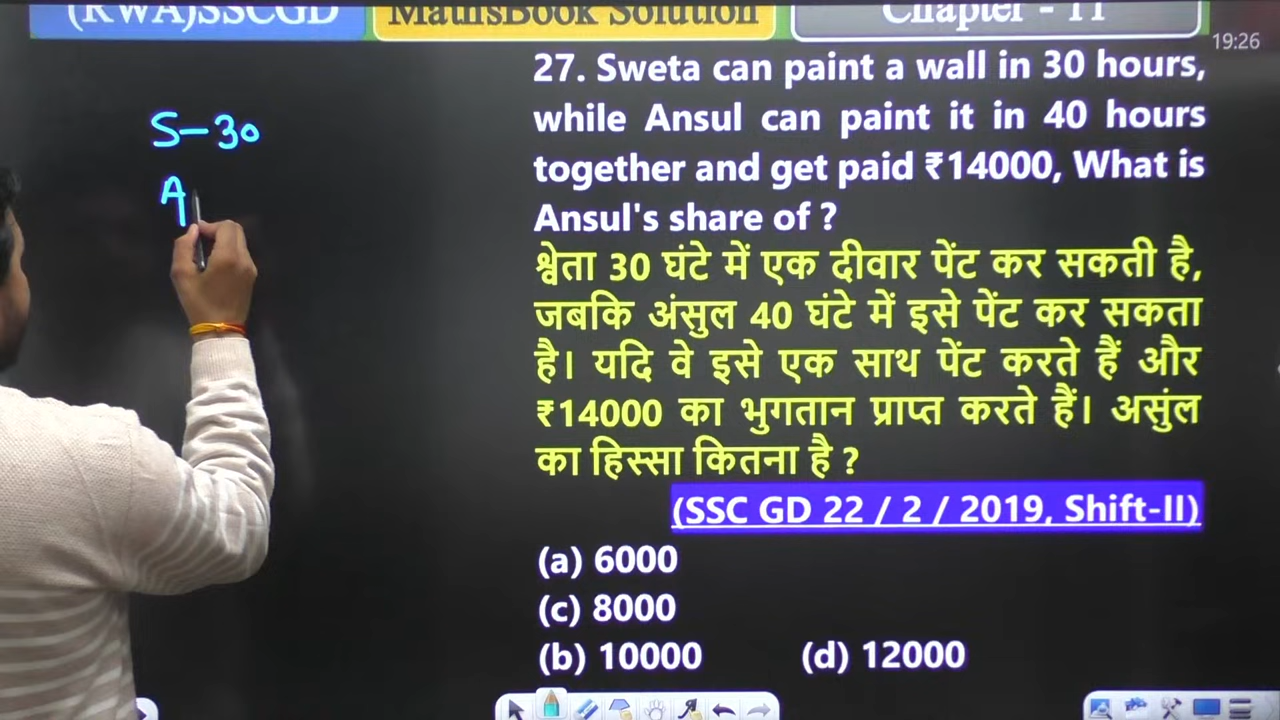 (RWA)SSCGD
MathsBook Solution
Chapter - 11
19:26
S-30
A
27. Sweta can paint a wall in 30 hours,
while Ansul can paint it in 40 hours
together and get paid ₹14000, What is
Ansul's share of ?
श्वेता 30 घंटे में एक दीवार पेंट कर सकती है,
जबकि अंसुल 40 घंटे में इसे पेंट कर सकता
है। यदि वे इसे एक साथ पेंट करते हैं और
₹14000 का भुगतान प्राप्त करते हैं। असुंल
का हिस्सा कितना है ?
(SSC GD 22 / 2 / 2019, Shift-II)
(a) 6000
(c) 8000
(b) 10000 (d) 12000